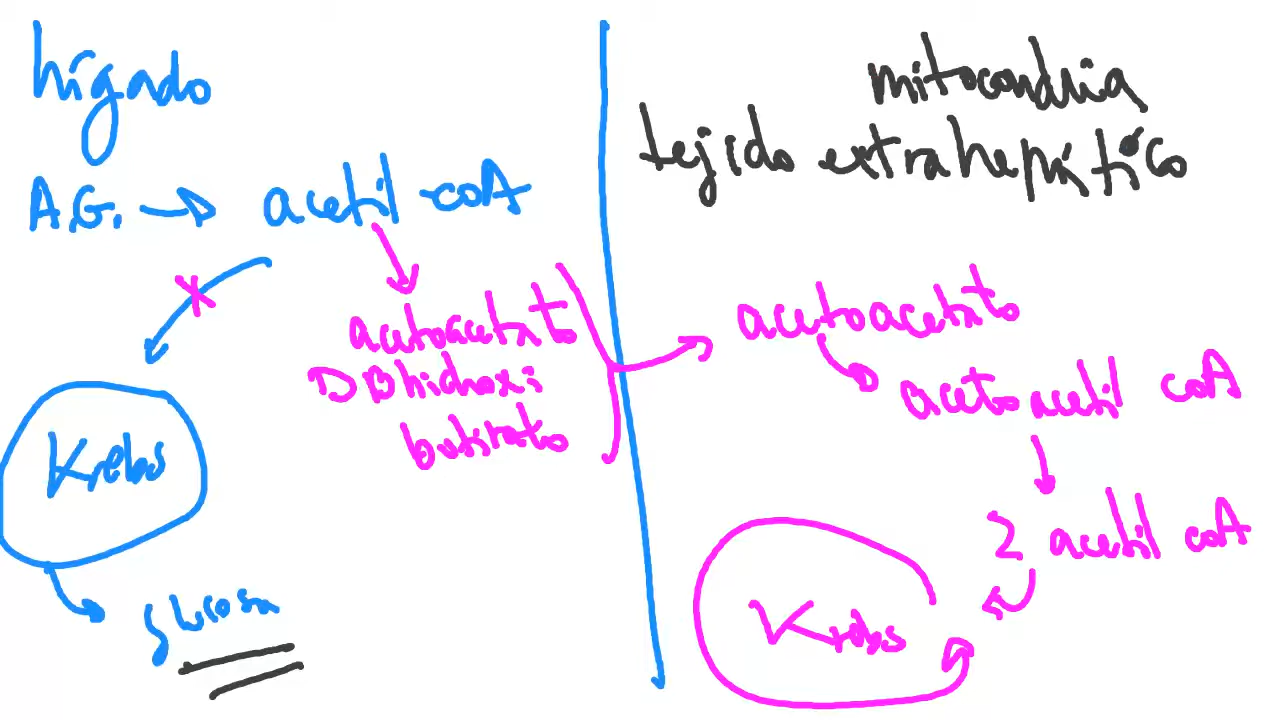 hígado
A.G. → acetil-coA
acetoacetato
D B hidroxi
butirato
Krebs
glucosa
mitocondria
tejido extrahepático
acetoacetato
acetoacetil coA
2 acetil coA
Krebs